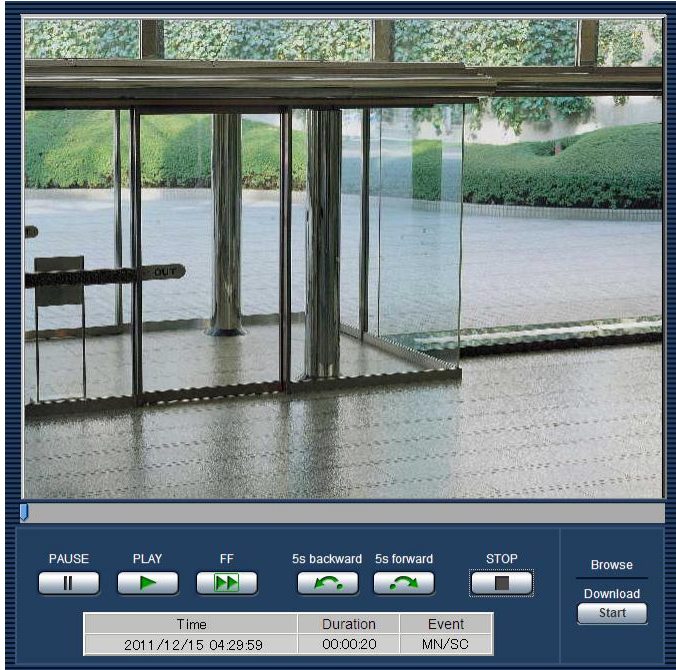 OUT
PAUSE PLAY FF 5s backward 5s forward STOP
Browse
Download
Start
Time Duration Event
2011/12/15 04:29:59 00:00:20 MN/SC